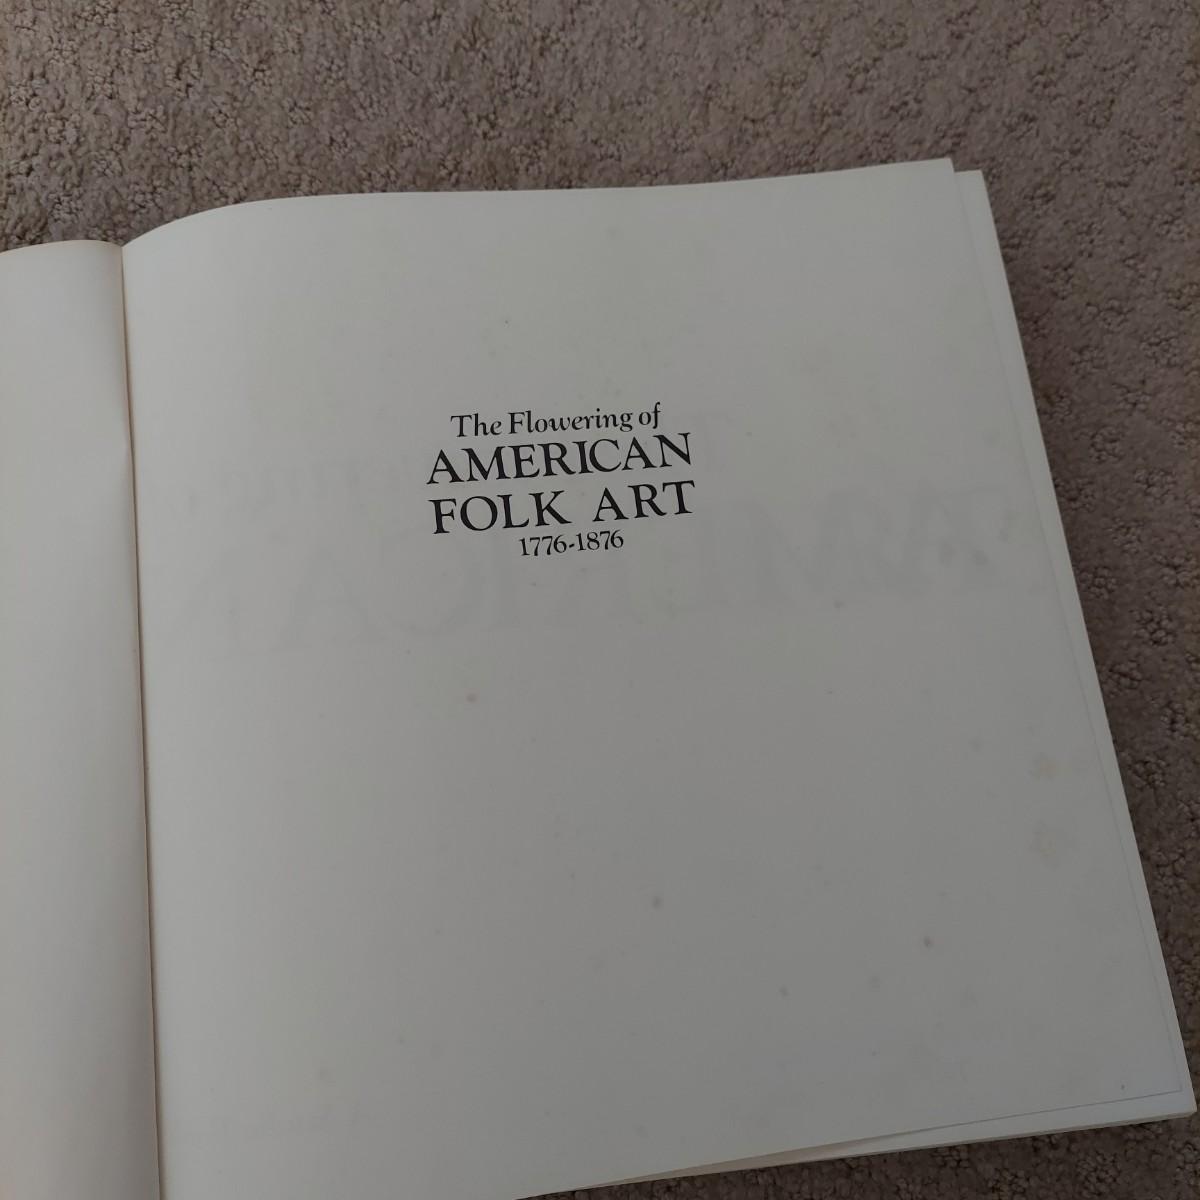 The Flowering of
AMERICAN
FOLK ART
1776-1876